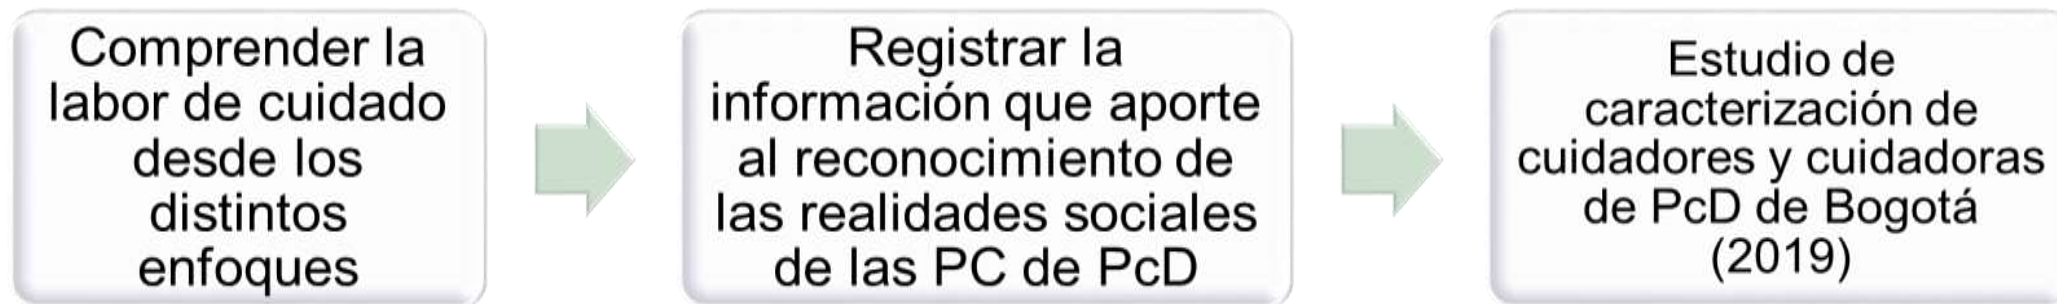 Comprender la
labor de cuidado
desde los
distintos
enfoques
Registrar la
información que aporte
al reconocimiento de
las realidades sociales
de las PC de PcD
Estudio de
caracterización de
cuidadores y cuidadoras
de PcD de Bogotá
(2019)